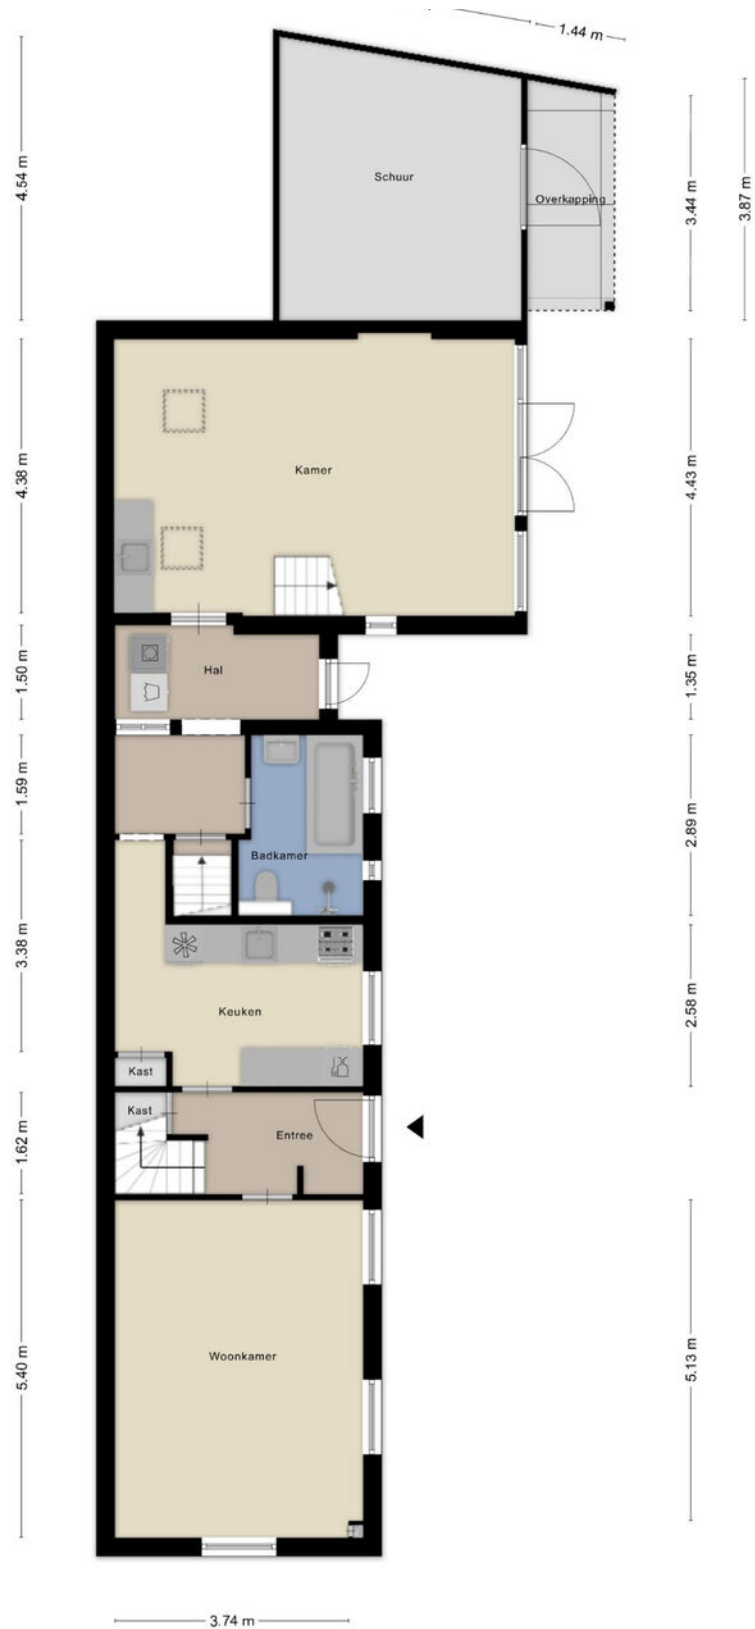 1.44 m
4.54 m
Schuur
Overkapping
3.44 m
3.87 m
4.38 m
Kamer
4.43 m
1.50 m
Hal
1.35 m
1.59 m
Badkamer
2.89 m
3.38 m
Keuken
2.58 m
Kast
Kast
1.62 m
Entree
5.40 m
Woonkamer
5.13 m
3.74 m